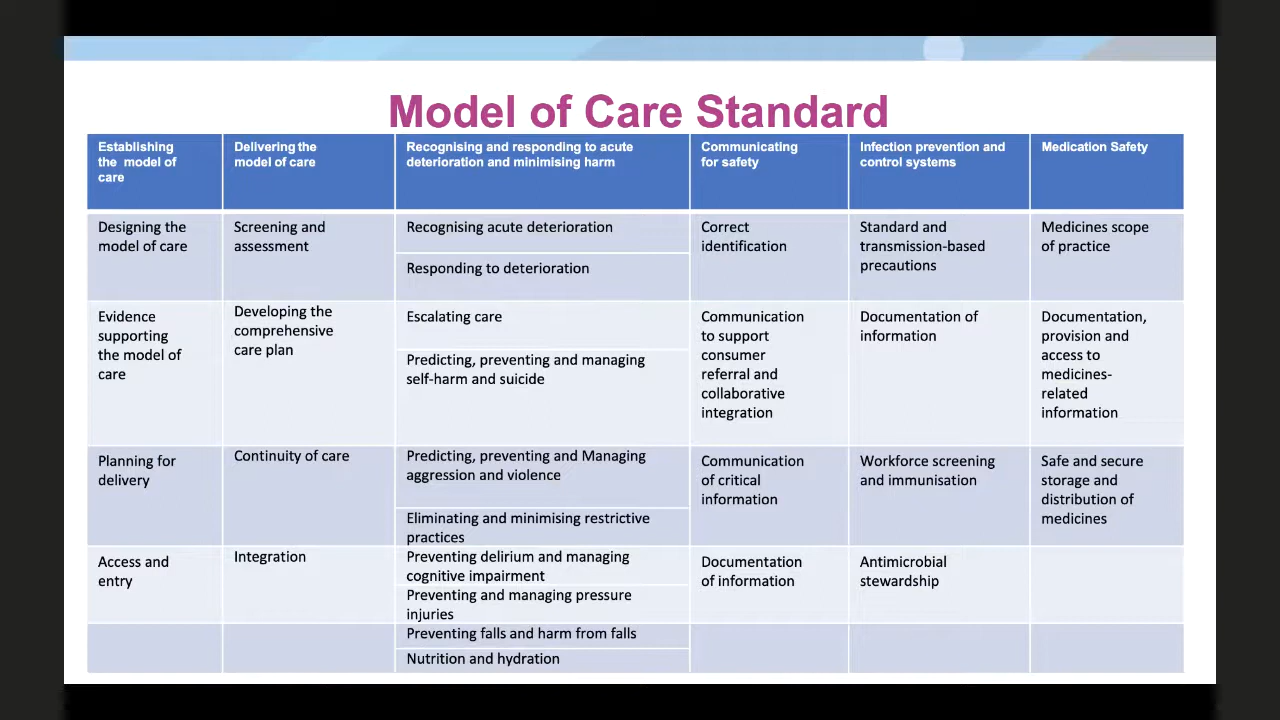 Model of Care Standard
Establishing
the model of
care
Delivering the
model of care
Recognising and responding to acute
deterioration and minimising harm
Communicating
for safety
Infection prevention and
control systems
Medication Safety
Designing the
model of care
Screening and
assessment
Recognising acute deterioration
Responding to deterioration
Correct
identification
Standard and
transmission-based
precautions
Medicines scope
of practice
Evidence
supporting
the model of
care
Developing the
comprehensive
care plan
Escalating care
Predicting, preventing and managing
self-harm and suicide
Communication
to support
consumer
referral and
collaborative
integration
Documentation of
information
Documentation,
provision and
access to
medicines-
related
information
Planning for
delivery
Continuity of care
Predicting, preventing and Managing
aggression and violence
Eliminating and minimising restrictive
practices
Communication
of critical
information
Workforce screening
and immunisation
Safe and secure
storage and
distribution of
medicines
Access and
entry
Integration
Preventing delirium and managing
cognitive impairment
Preventing and managing pressure
injuries
Documentation
of information
Antimicrobial
stewardship
Preventing falls and harm from falls
Nutrition and hydration